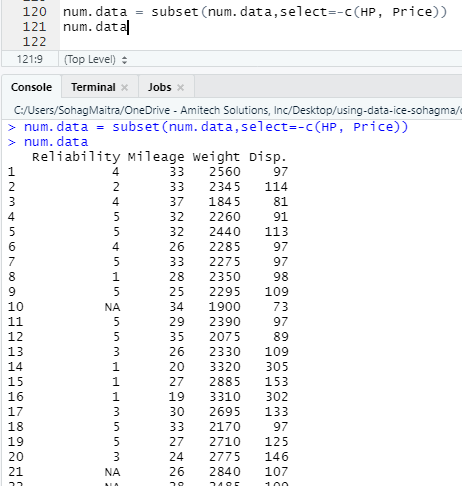 120 num.data = subset(num.data,select=-c(HP, Price))
121 num.data
122
121:9 (Top Level)
Console Terminal Jobs
C:/Users/SohagMaitra/OneDrive - Amitech Solutions, Inc/Desktop/using-data-ice-sohagma/
> num.data = subset(num.data,select=-c(HP, Price))
> num.data
Reliability Mileage Weight Disp.
1 4 33 2560 97
2 2 33 2345 114
3 4 37 1845 81
4 5 32 2260 91
5 5 32 2440 113
6 4 26 2285 97
7 5 33 2275 97
8 1 28 2350 98
9 5 25 2295 109
10 NA 34 1900 73
11 5 29 2390 97
12 5 35 2075 89
13 3 26 2330 109
14 1 20 3320 305
15 1 27 2885 153
16 1 19 3310 302
17 3 30 2695 133
18 5 33 2170 97
19 5 27 2710 125
20 3 24 2775 146
21 NA 26 2840 107